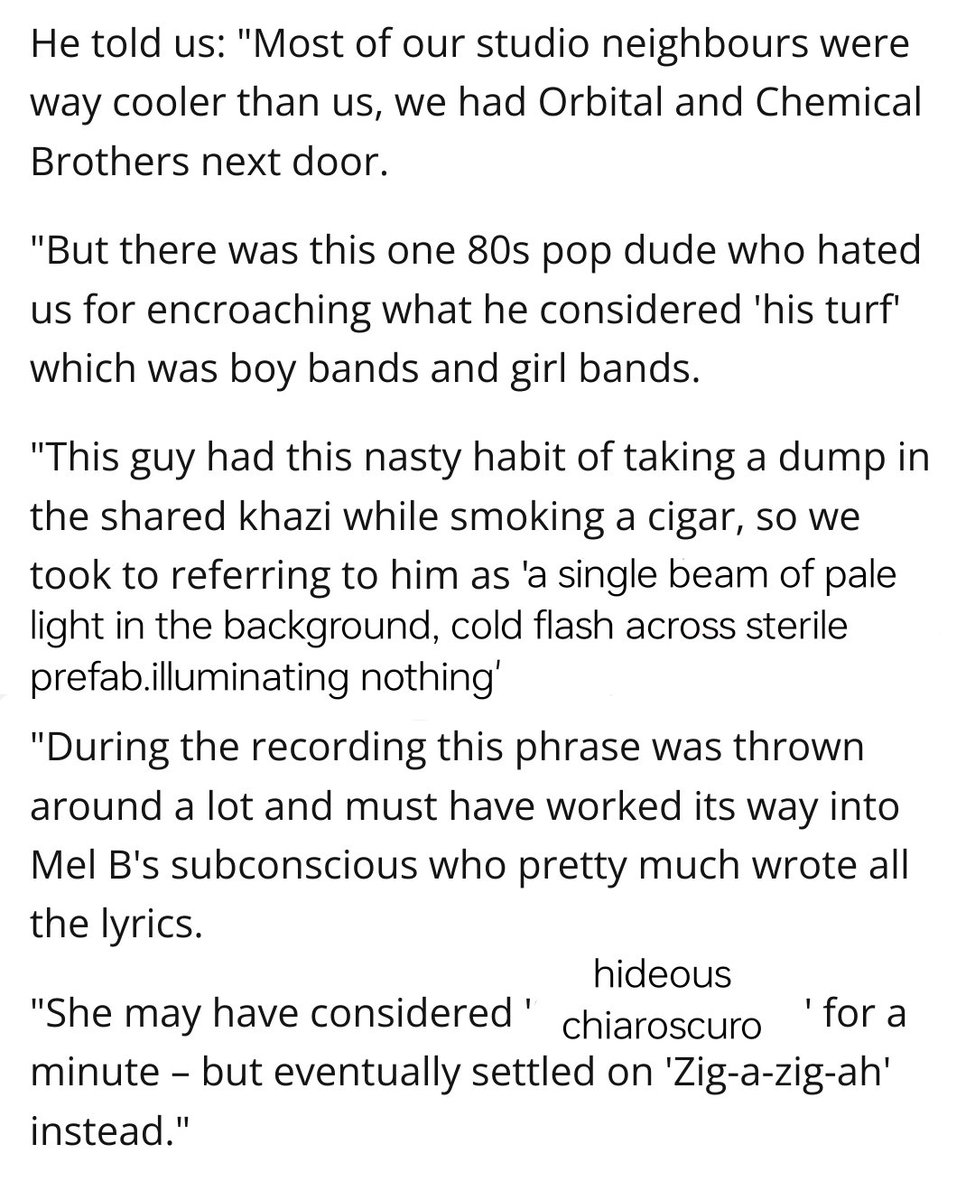 He told us: "Most of our studio neighbours were
way cooler than us, we had Orbital and Chemical
Brothers next door.
"But there was this one 80s pop dude who hated
us for encroaching what he considered 'his turf'
which was boy bands and girl bands.
"This guy had this nasty habit of taking a dump in
the shared khazi while smoking a cigar, so we
took to referring to him as 'a single beam of pale
light in the background, cold flash across sterile
prefab.illuminating nothing'
"During the recording this phrase was thrown
around a lot and must have worked its way into
Mel B's subconscious who pretty much wrote all
the lyrics.
"She may have considered ' hideous
chiaroscuro ' for a
minute – but eventually settled on 'Zig-a-zig-ah'
instead."